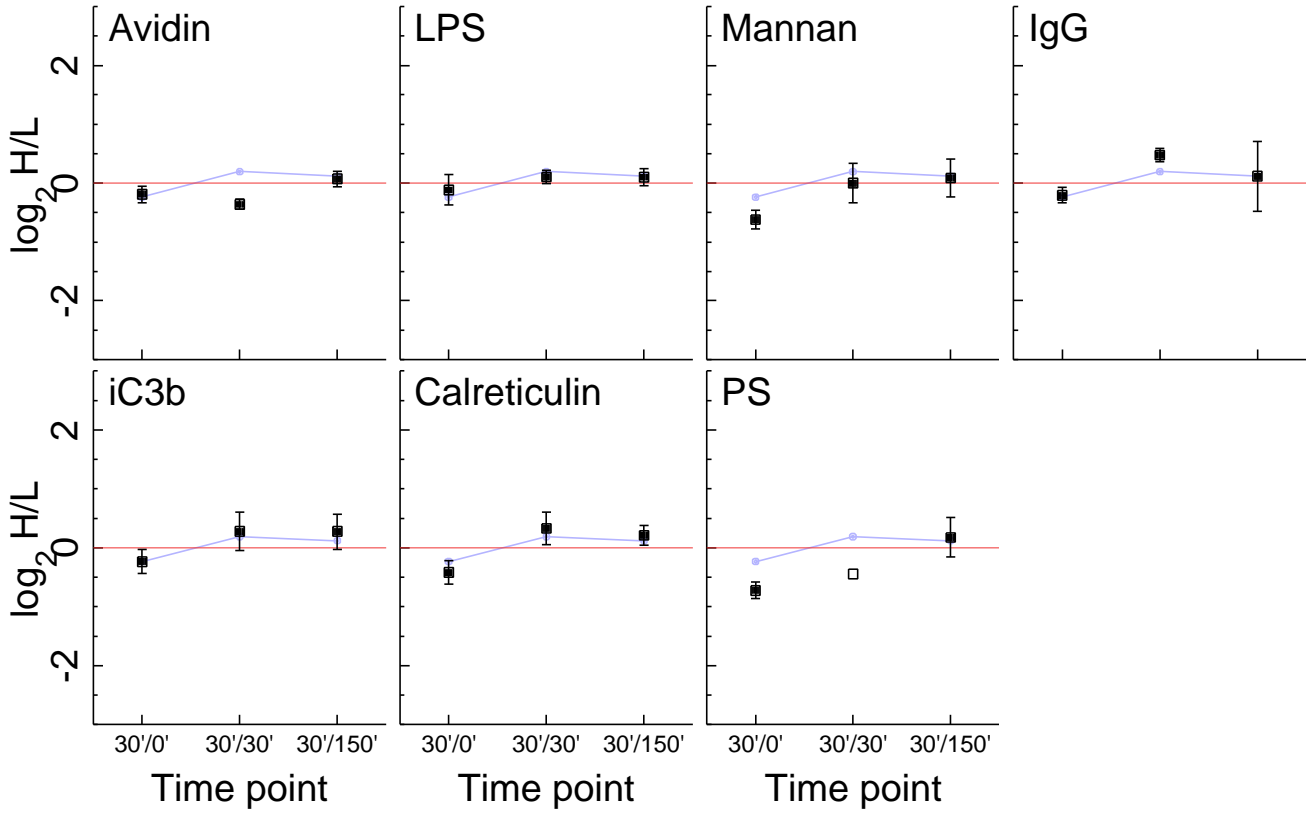 Avidin LPS Mannan IgG
log2 H/L
2
0
-2
iC3b Calreticulin PS
log2 H/L
2
0
-2
30'/0' 30'/30' 30'/150' 30'/0' 30'/30' 30'/150' 30'/0' 30'/30' 30'/150'
Time point Time point Time point